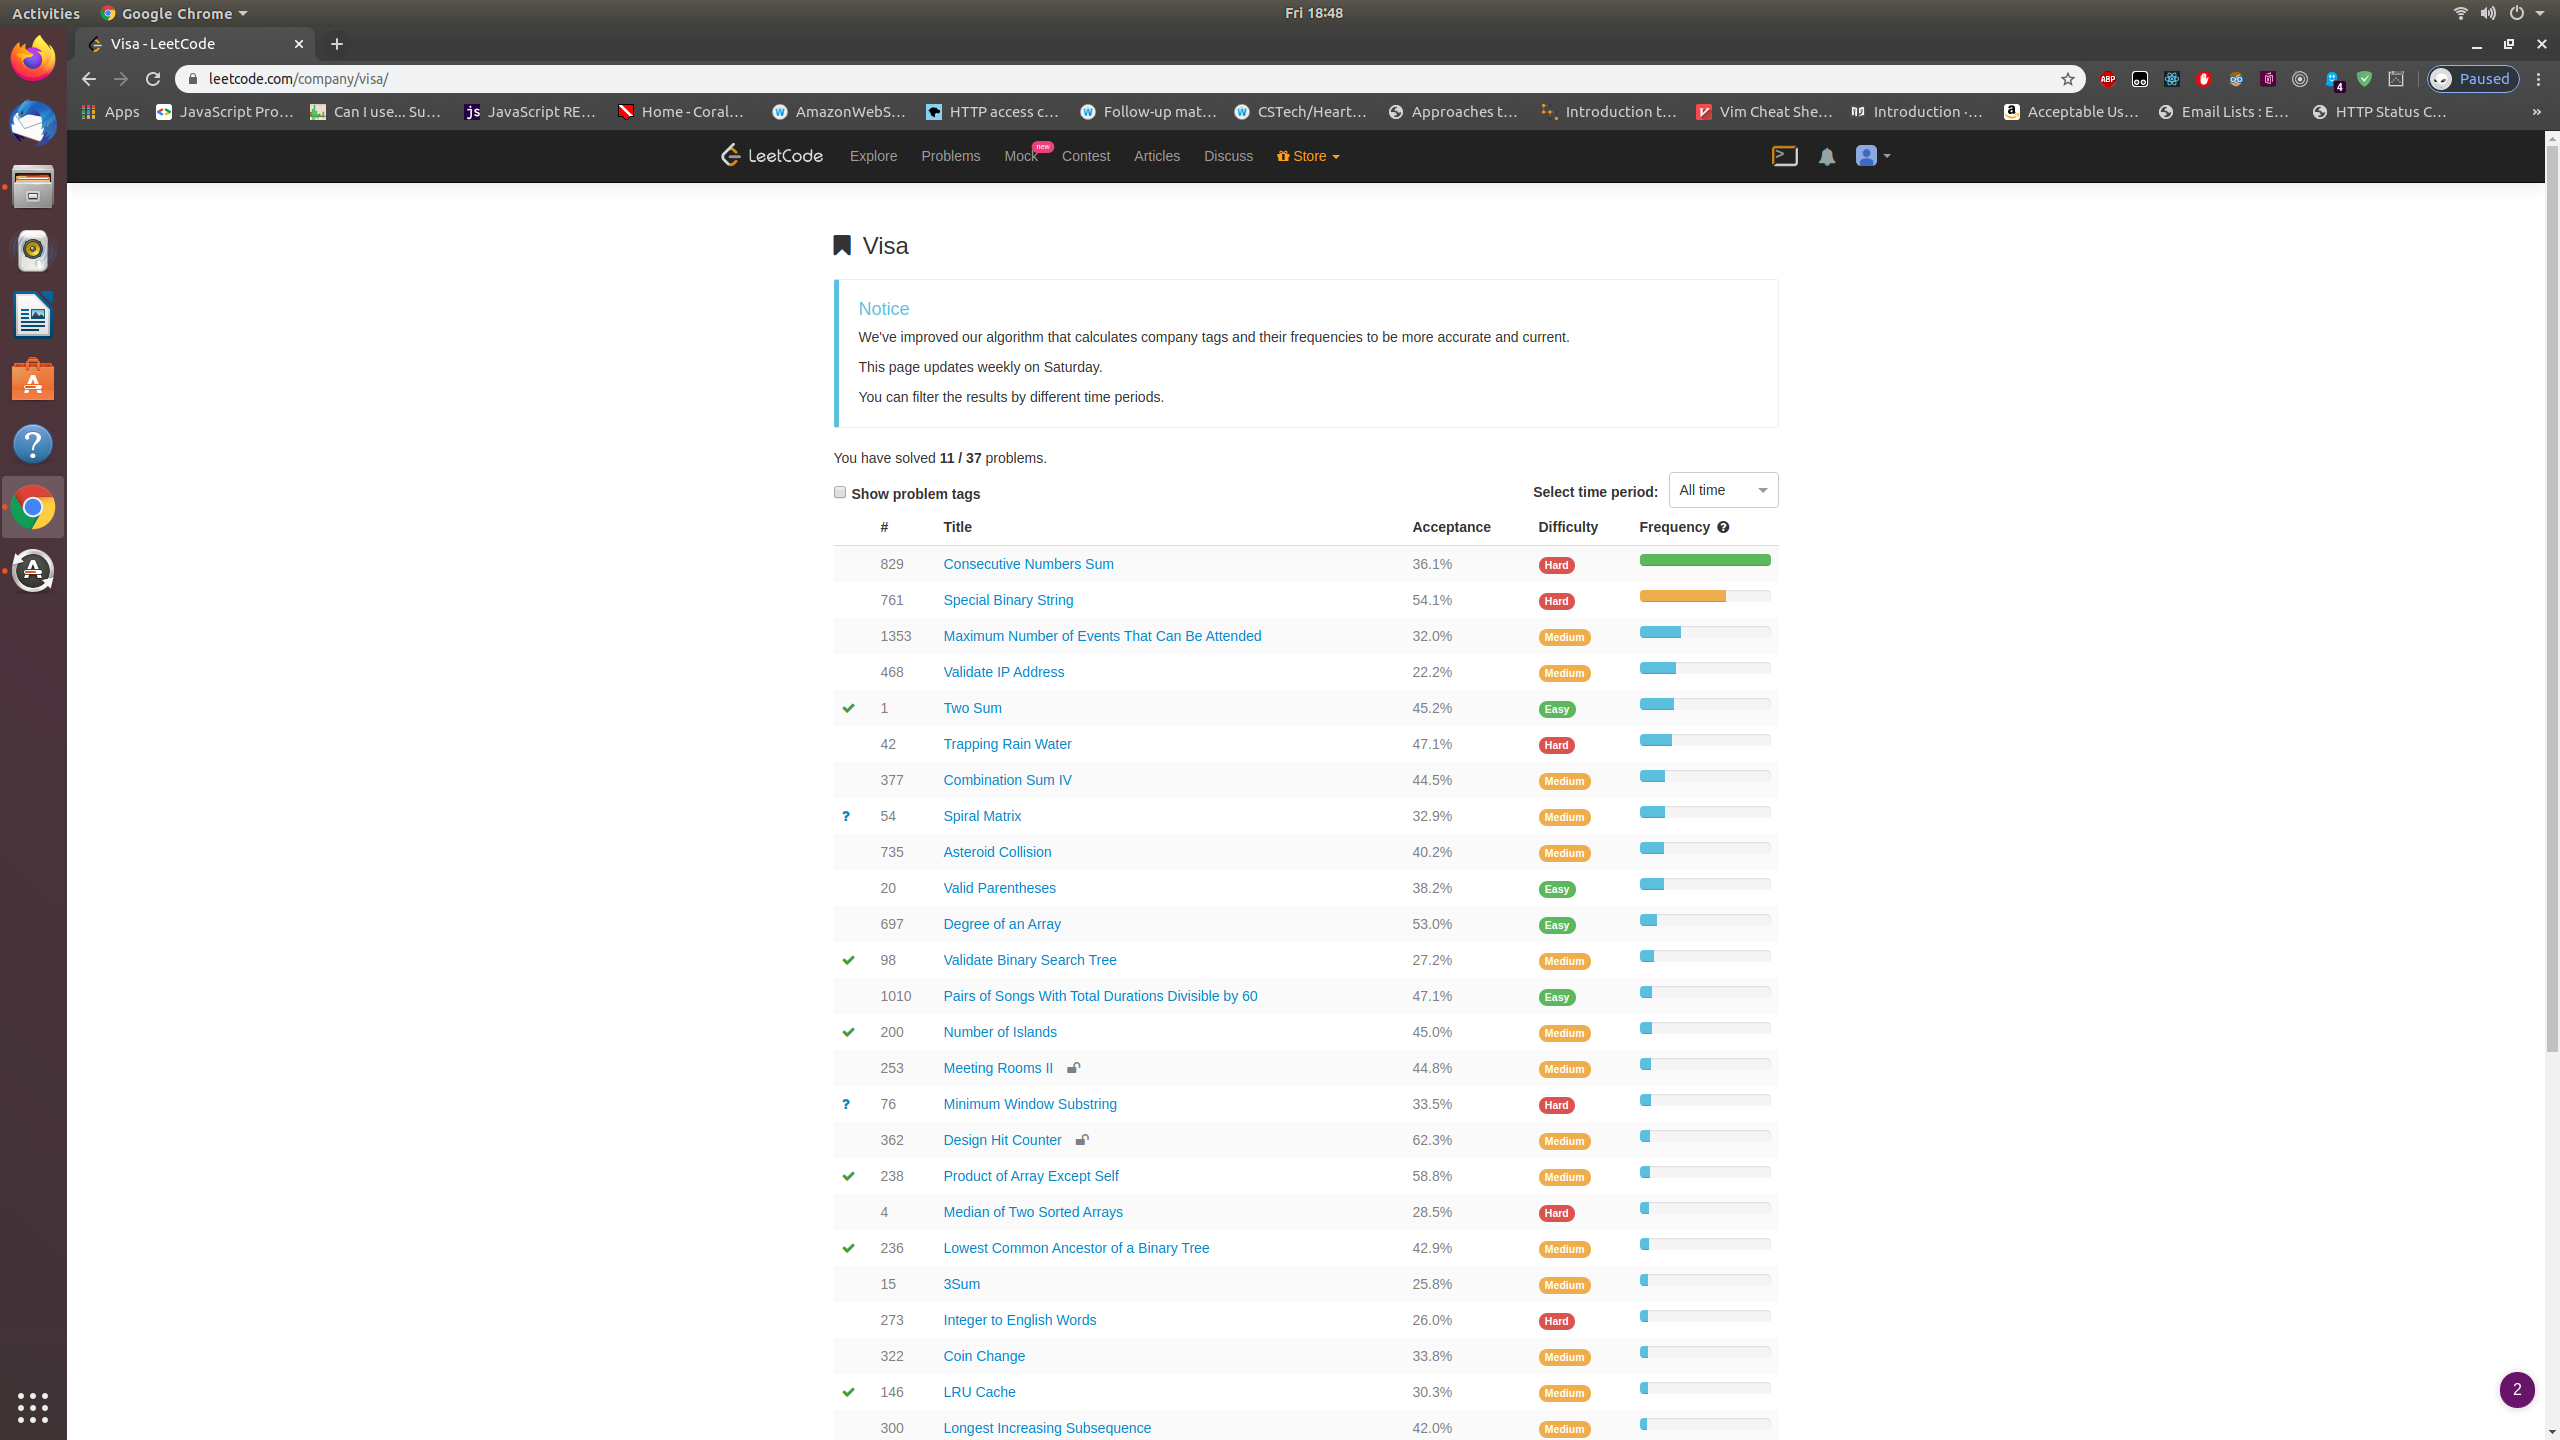 Activities Google Chrome Fri 18:48
Visa - LeetCode
leetcode.com/company/visa/ ABP 4 Paused
Apps JavaScript Pro… Can I use... Su… JavaScript RE… Home - Coral… AmazonWebS… HTTP access c… Follow-up mat… CSTech/Heart… Approaches t… Introduction t… Vim Cheat She… Introduction ·… Acceptable Us… Email Lists : E… HTTP Status C… »
LeetCode Explore Problems Mock new Contest Articles Discuss Store
Visa
Notice
We've improved our algorithm that calculates company tags and their frequencies to be more accurate and current.
This page updates weekly on Saturday.
You can filter the results by different time periods.
You have solved 11 / 37 problems.
Show problem tags Select time period: All time
# Title Acceptance Difficulty Frequency
829 Consecutive Numbers Sum 36.1% Hard
761 Special Binary String 54.1% Hard
1353 Maximum Number of Events That Can Be Attended 32.0% Medium
468 Validate IP Address 22.2% Medium
1 Two Sum 45.2% Easy
42 Trapping Rain Water 47.1% Hard
377 Combination Sum IV 44.5% Medium
? 54 Spiral Matrix 32.9% Medium
735 Asteroid Collision 40.2% Medium
20 Valid Parentheses 38.2% Easy
697 Degree of an Array 53.0% Easy
98 Validate Binary Search Tree 27.2% Medium
1010 Pairs of Songs With Total Durations Divisible by 60 47.1% Easy
200 Number of Islands 45.0% Medium
253 Meeting Rooms II 44.8% Medium
? 76 Minimum Window Substring 33.5% Hard
362 Design Hit Counter 62.3% Medium
238 Product of Array Except Self 58.8% Medium
4 Median of Two Sorted Arrays 28.5% Hard
236 Lowest Common Ancestor of a Binary Tree 42.9% Medium
15 3Sum 25.8% Medium
273 Integer to English Words 26.0% Hard
322 Coin Change 33.8% Medium
146 LRU Cache 30.3% Medium
2
300 Longest Increasing Subsequence 42.0% Medium